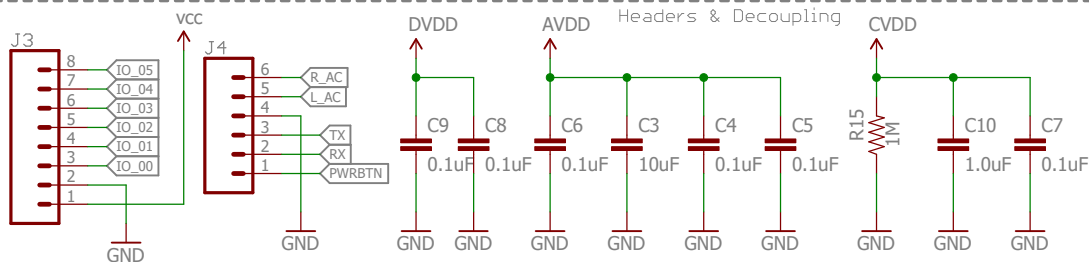 Headers & Decoupling
J3
VCC
8 IO_05
7 IO_04
6 IO_03
5 IO_02
4 IO_01
3 IO_00
2
1
GND
J4
6 R_AC
5 L_AC
4
3 TX
2 RX
1 PWRBTN
GND
DVDD
C9
0.1uF
C8
0.1uF
GND
GND
AVDD
C6
0.1uF
C3
10uF
C4
0.1uF
C5
0.1uF
GND
GND
GND
GND
CVDD
R15
1M
C10
1.0uF
C7
0.1uF
GND
GND
GND